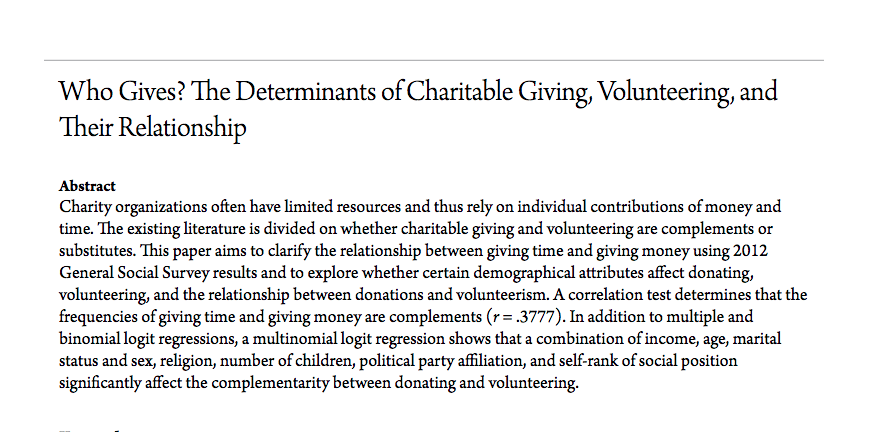 Who Gives? The Determinants of Charitable Giving, Volunteering, and
Their Relationship
Abstract
Charity organizations often have limited resources and thus rely on individual contributions of money and
time. The existing literature is divided on whether charitable giving and volunteering are complements or
substitutes. This paper aims to clarify the relationship between giving time and giving money using 2012
General Social Survey results and to explore whether certain demographical attributes affect donating,
volunteering, and the relationship between donations and volunteerism. A correlation test determines that the
frequencies of giving time and giving money are complements (r = .3777). In addition to multiple and
binomial logit regressions, a multinomial logit regression shows that a combination of income, age, marital
status and sex, religion, number of children, political party affiliation, and self-rank of social position
significantly affect the complementarity between donating and volunteering.